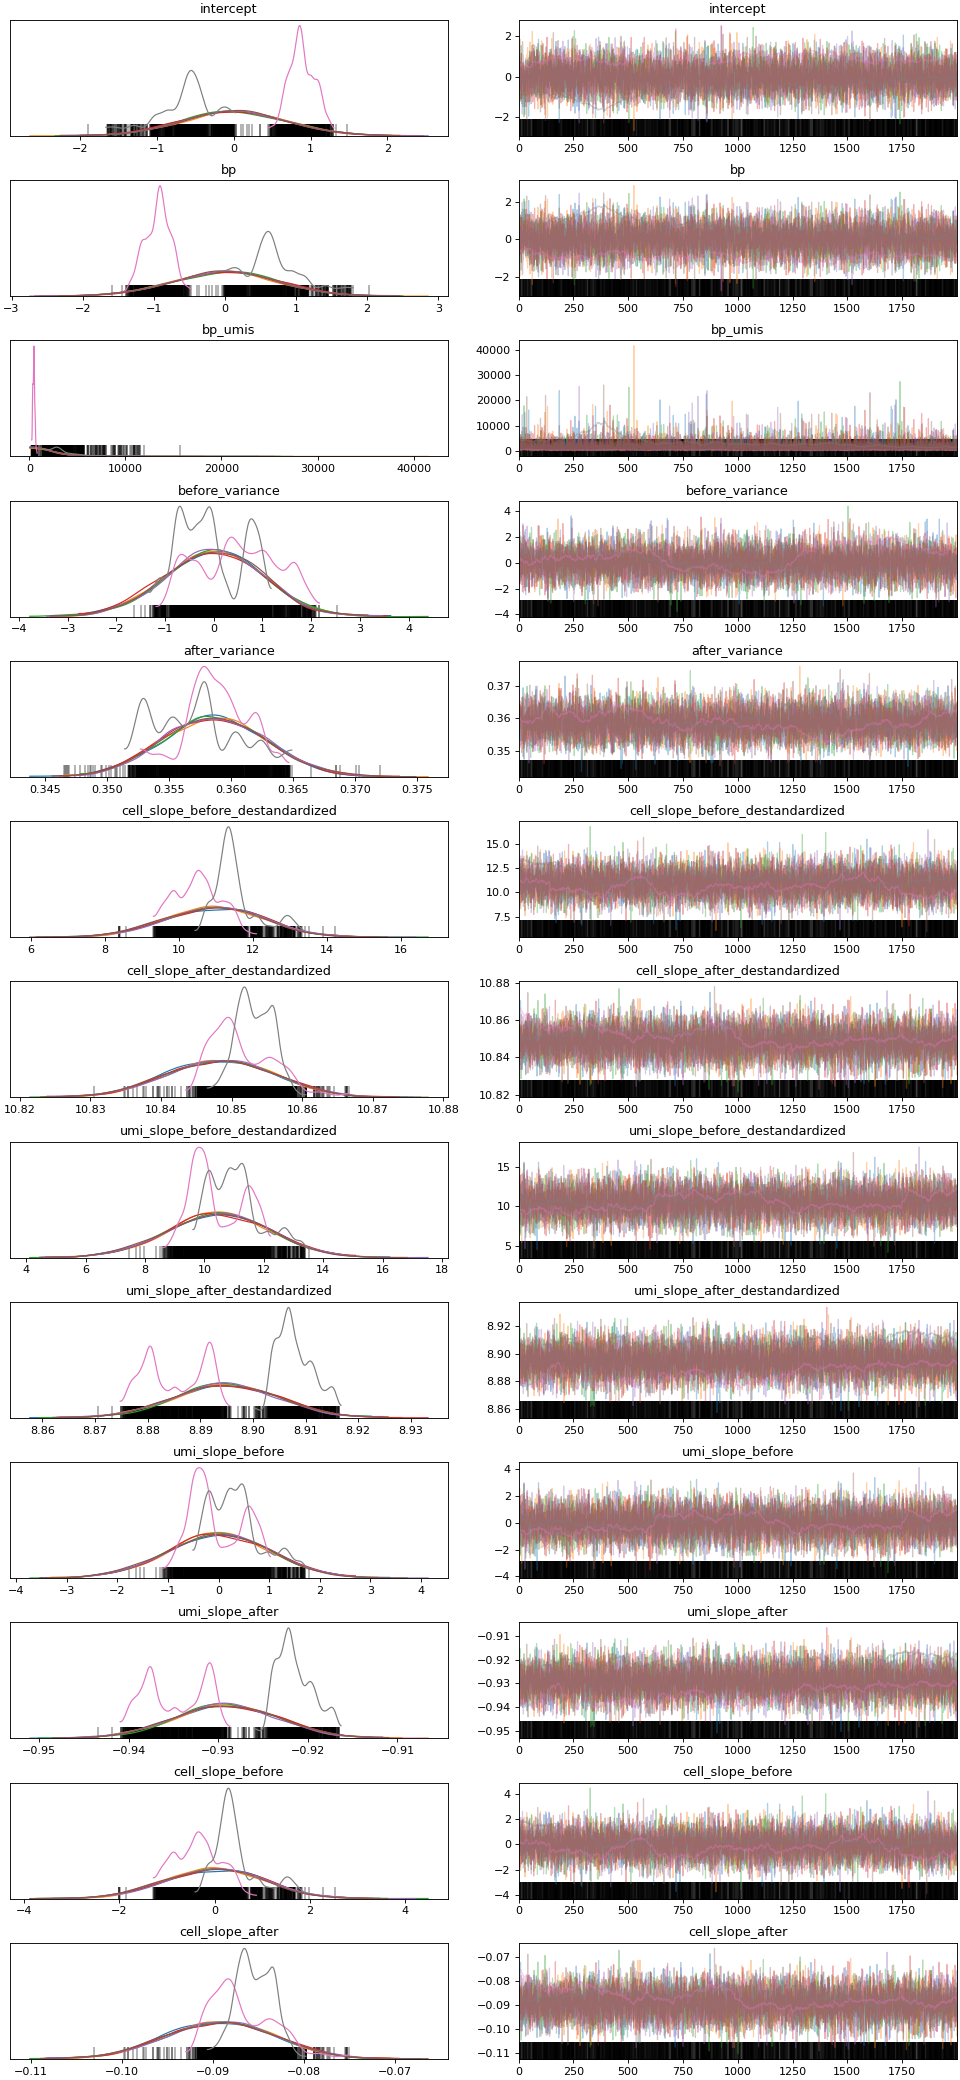 intercept intercept
2
0
−2
−2 −1 0 1 2 0 250 500 750 1000 1250 1500 1750
bp bp
2
0
−2
−3 −2 −1 0 1 2 3 0 250 500 750 1000 1250 1500 1750
bp_umis bp_umis
40000
30000
20000
10000
0
0 10000 20000 30000 40000 0 250 500 750 1000 1250 1500 1750
before_variance before_variance
4
2
0
−2
−4
−4 −3 −2 −1 0 1 2 3 4 0 250 500 750 1000 1250 1500 1750
after_variance after_variance
0.37
0.36
0.35
0.345 0.350 0.355 0.360 0.365 0.370 0.375 0 250 500 750 1000 1250 1500 1750
cell_slope_before_destandardized cell_slope_before_destandardized
15.0
12.5
10.0
7.5
6 8 10 12 14 16 0 250 500 750 1000 1250 1500 1750
cell_slope_after_destandardized cell_slope_after_destandardized
10.88
10.86
10.84
10.82
10.82 10.83 10.84 10.85 10.86 10.87 10.88 0 250 500 750 1000 1250 1500 1750
umi_slope_before_destandardized umi_slope_before_destandardized
15
10
5
4 6 8 10 12 14 16 18 0 250 500 750 1000 1250 1500 1750
umi_slope_after_destandardized umi_slope_after_destandardized
8.92
8.90
8.88
8.86
8.86 8.87 8.88 8.89 8.90 8.91 8.92 8.93 0 250 500 750 1000 1250 1500 1750
umi_slope_before umi_slope_before
4
2
0
−2
−4
−4 −3 −2 −1 0 1 2 3 4 0 250 500 750 1000 1250 1500 1750
umi_slope_after umi_slope_after
−0.91
−0.92
−0.93
−0.94
−0.95
−0.95 −0.94 −0.93 −0.92 −0.91 0 250 500 750 1000 1250 1500 1750
cell_slope_before cell_slope_before
4
2
0
−2
−4
−4 −2 0 2 4 0 250 500 750 1000 1250 1500 1750
cell_slope_after cell_slope_after
−0.07
−0.08
−0.09
−0.10
−0.11
−0.11 −0.10 −0.09 −0.08 −0.07 0 250 500 750 1000 1250 1500 1750